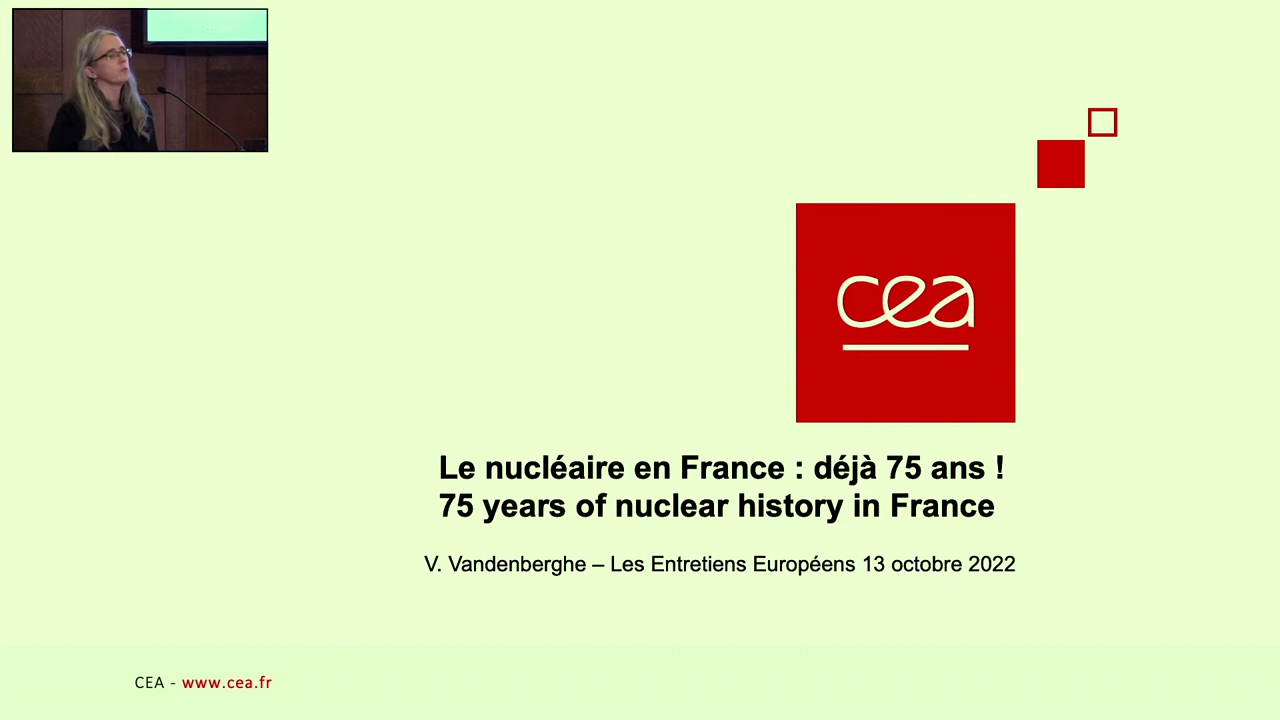 cea
Le nucléaire en France : déjà 75 ans !
75 years of nuclear history in France
V. Vandenberghe – Les Entretiens Européens 13 octobre 2022
CEA - www.cea.fr